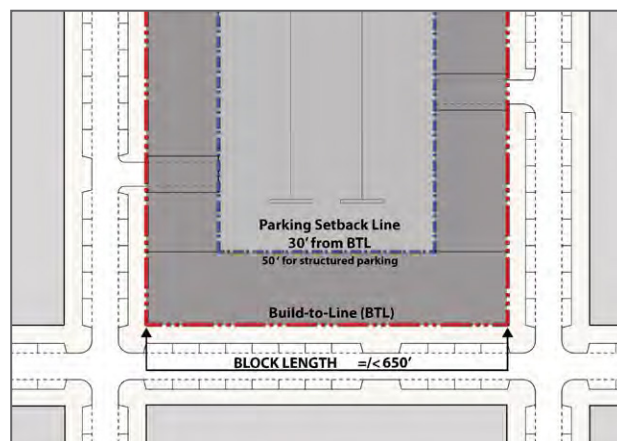 Parking Setback Line
30' from BTL
50' for structured parking
Build-to-Line (BTL)
BLOCK LENGTH =/< 650'